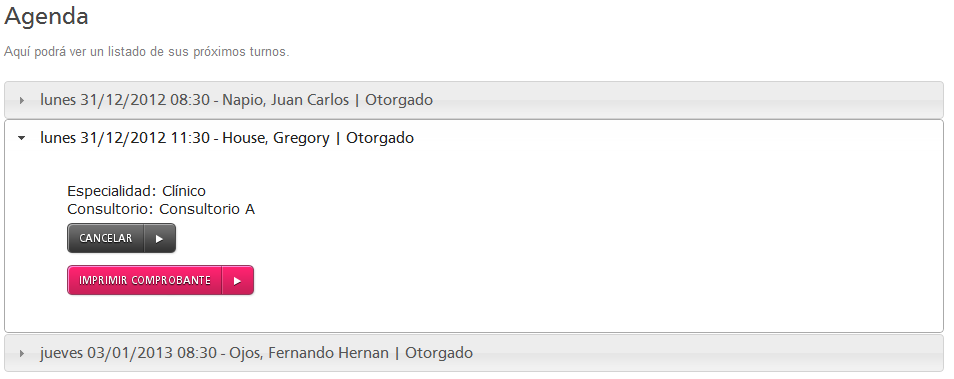 Agenda
Aquí podrá ver un listado de sus próximos turnos.
lunes 31/12/2012 08:30 - Napio, Juan Carlos | Otorgado
lunes 31/12/2012 11:30 - House, Gregory | Otorgado
Especialidad: Clínico
Consultorio: Consultorio A
CANCELAR
IMPRIMIR COMPROBANTE
jueves 03/01/2013 08:30 - Ojos, Fernando Hernan | Otorgado